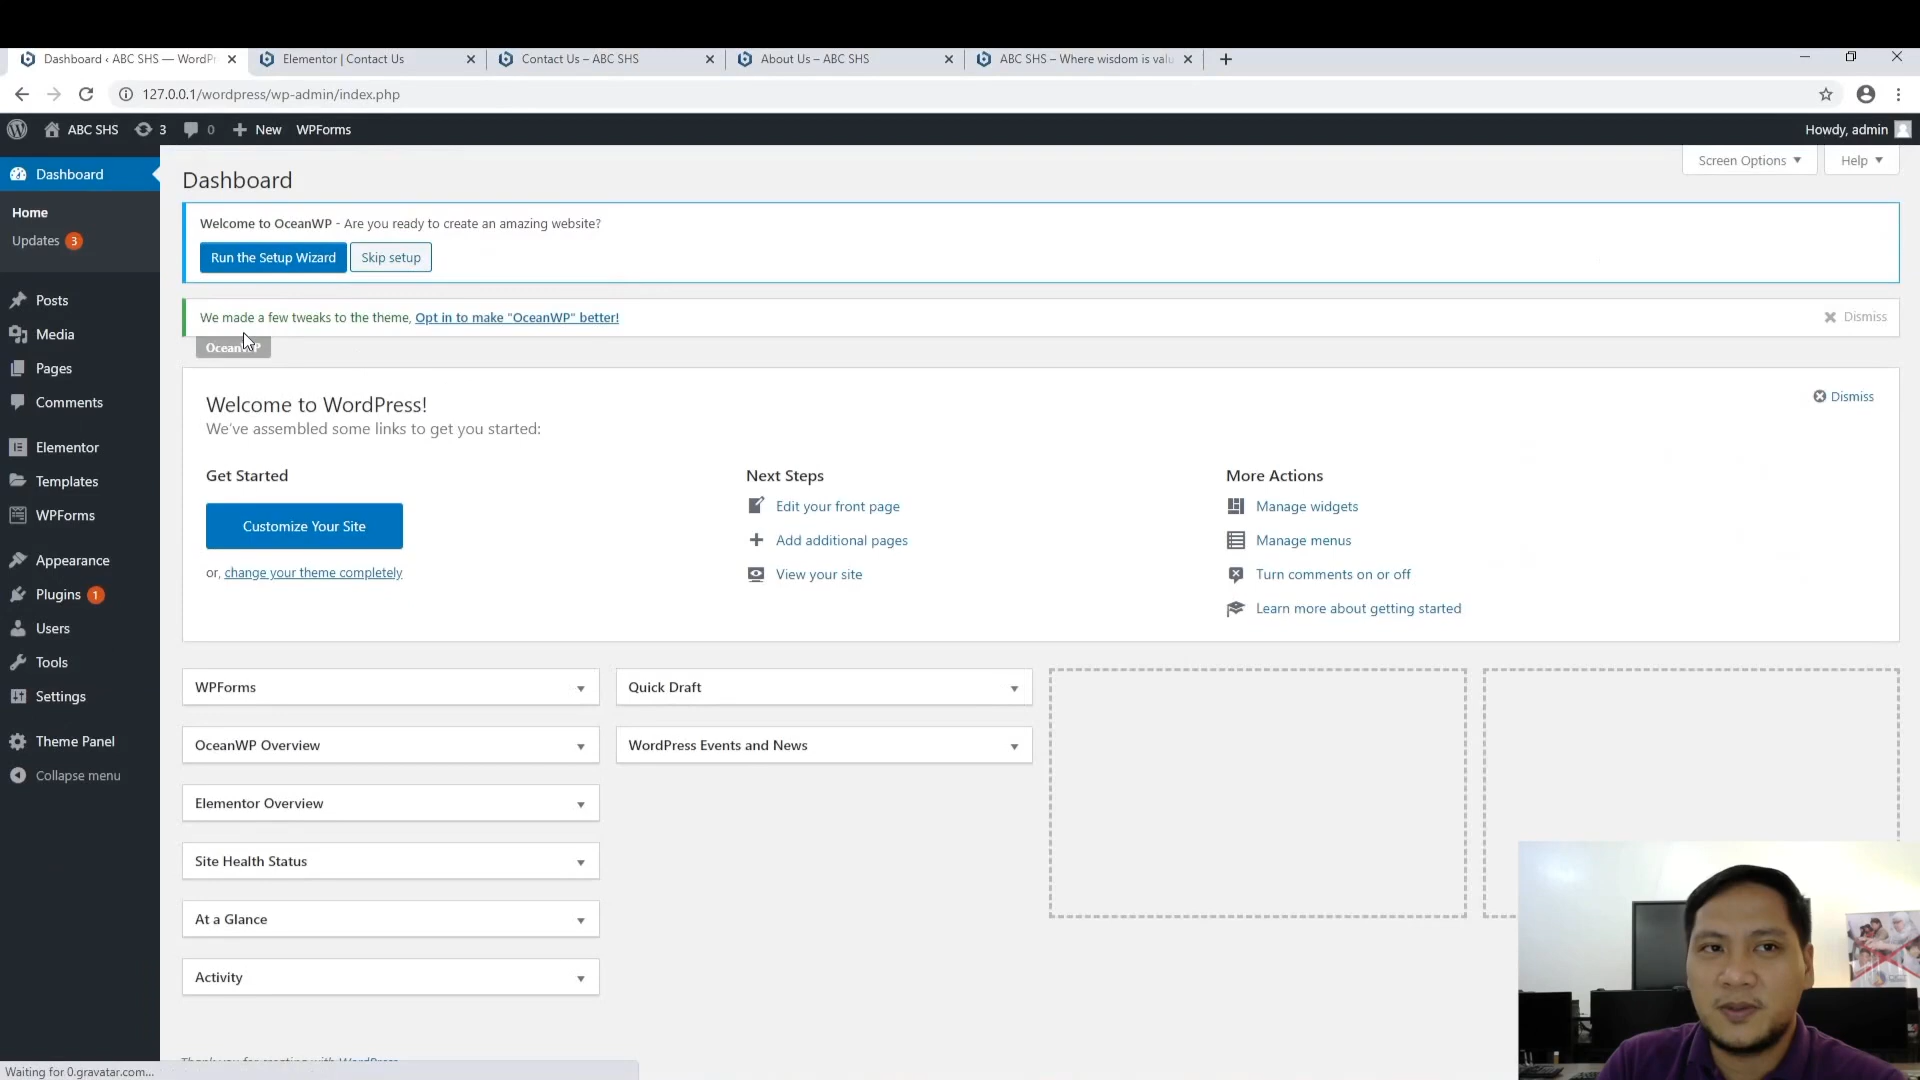 Dashboard ‹ ABC SHS — WordPr
Elementor | Contact Us
Contact Us – ABC SHS
About Us – ABC SHS
ABC SHS – Where wisdom is valu
127.0.0.1/wordpress/wp-admin/index.php
ABC SHS 3 0 New WPForms
Howdy, admin
Dashboard
Home
Updates 3
Posts
Media
Pages
Comments
Elementor
Templates
WPForms
Appearance
Plugins 1
Users
Tools
Settings
Theme Panel
Collapse menu
Screen Options
Help
Dashboard
Welcome to OceanWP - Are you ready to create an amazing website?
Run the Setup Wizard
Skip setup
We made a few tweaks to the theme, Opt in to make "OceanWP" better!
Dismiss
OceanWP
Welcome to WordPress!
We've assembled some links to get you started:
Dismiss
Get Started
Customize Your Site
or, change your theme completely
Next Steps
Edit your front page
Add additional pages
View your site
More Actions
Manage widgets
Manage menus
Turn comments on or off
Learn more about getting started
WPForms
OceanWP Overview
Elementor Overview
Site Health Status
At a Glance
Activity
Quick Draft
WordPress Events and News
Thank you for creating with WordPress
Waiting for 0.gravatar.com...